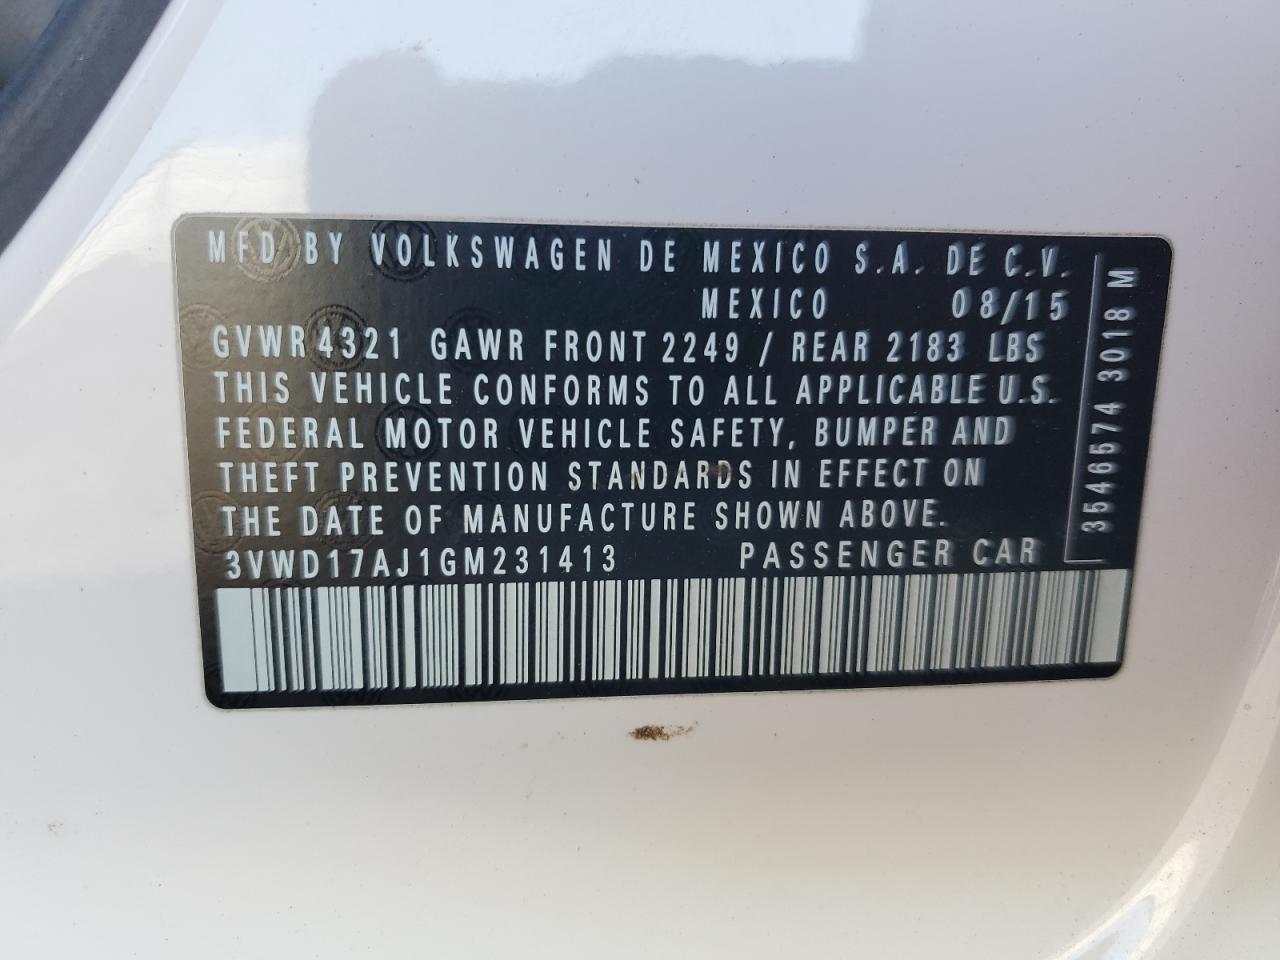 MFD BY VOLKSWAGEN DE MEXICO S.A. DE C.V.
MEXICO 08/15
GVWR 4321 GAWR FRONT 2249 / REAR 2183 LBS
THIS VEHICLE CONFORMS TO ALL APPLICABLE U.S.
FEDERAL MOTOR VEHICLE SAFETY, BUMPER AND
THEFT PREVENTION STANDARDS IN EFFECT ON
THE DATE OF MANUFACTURE SHOWN ABOVE.
3VWD17AJ1GM231413 PASSENGER CAR
3546574 3018 M